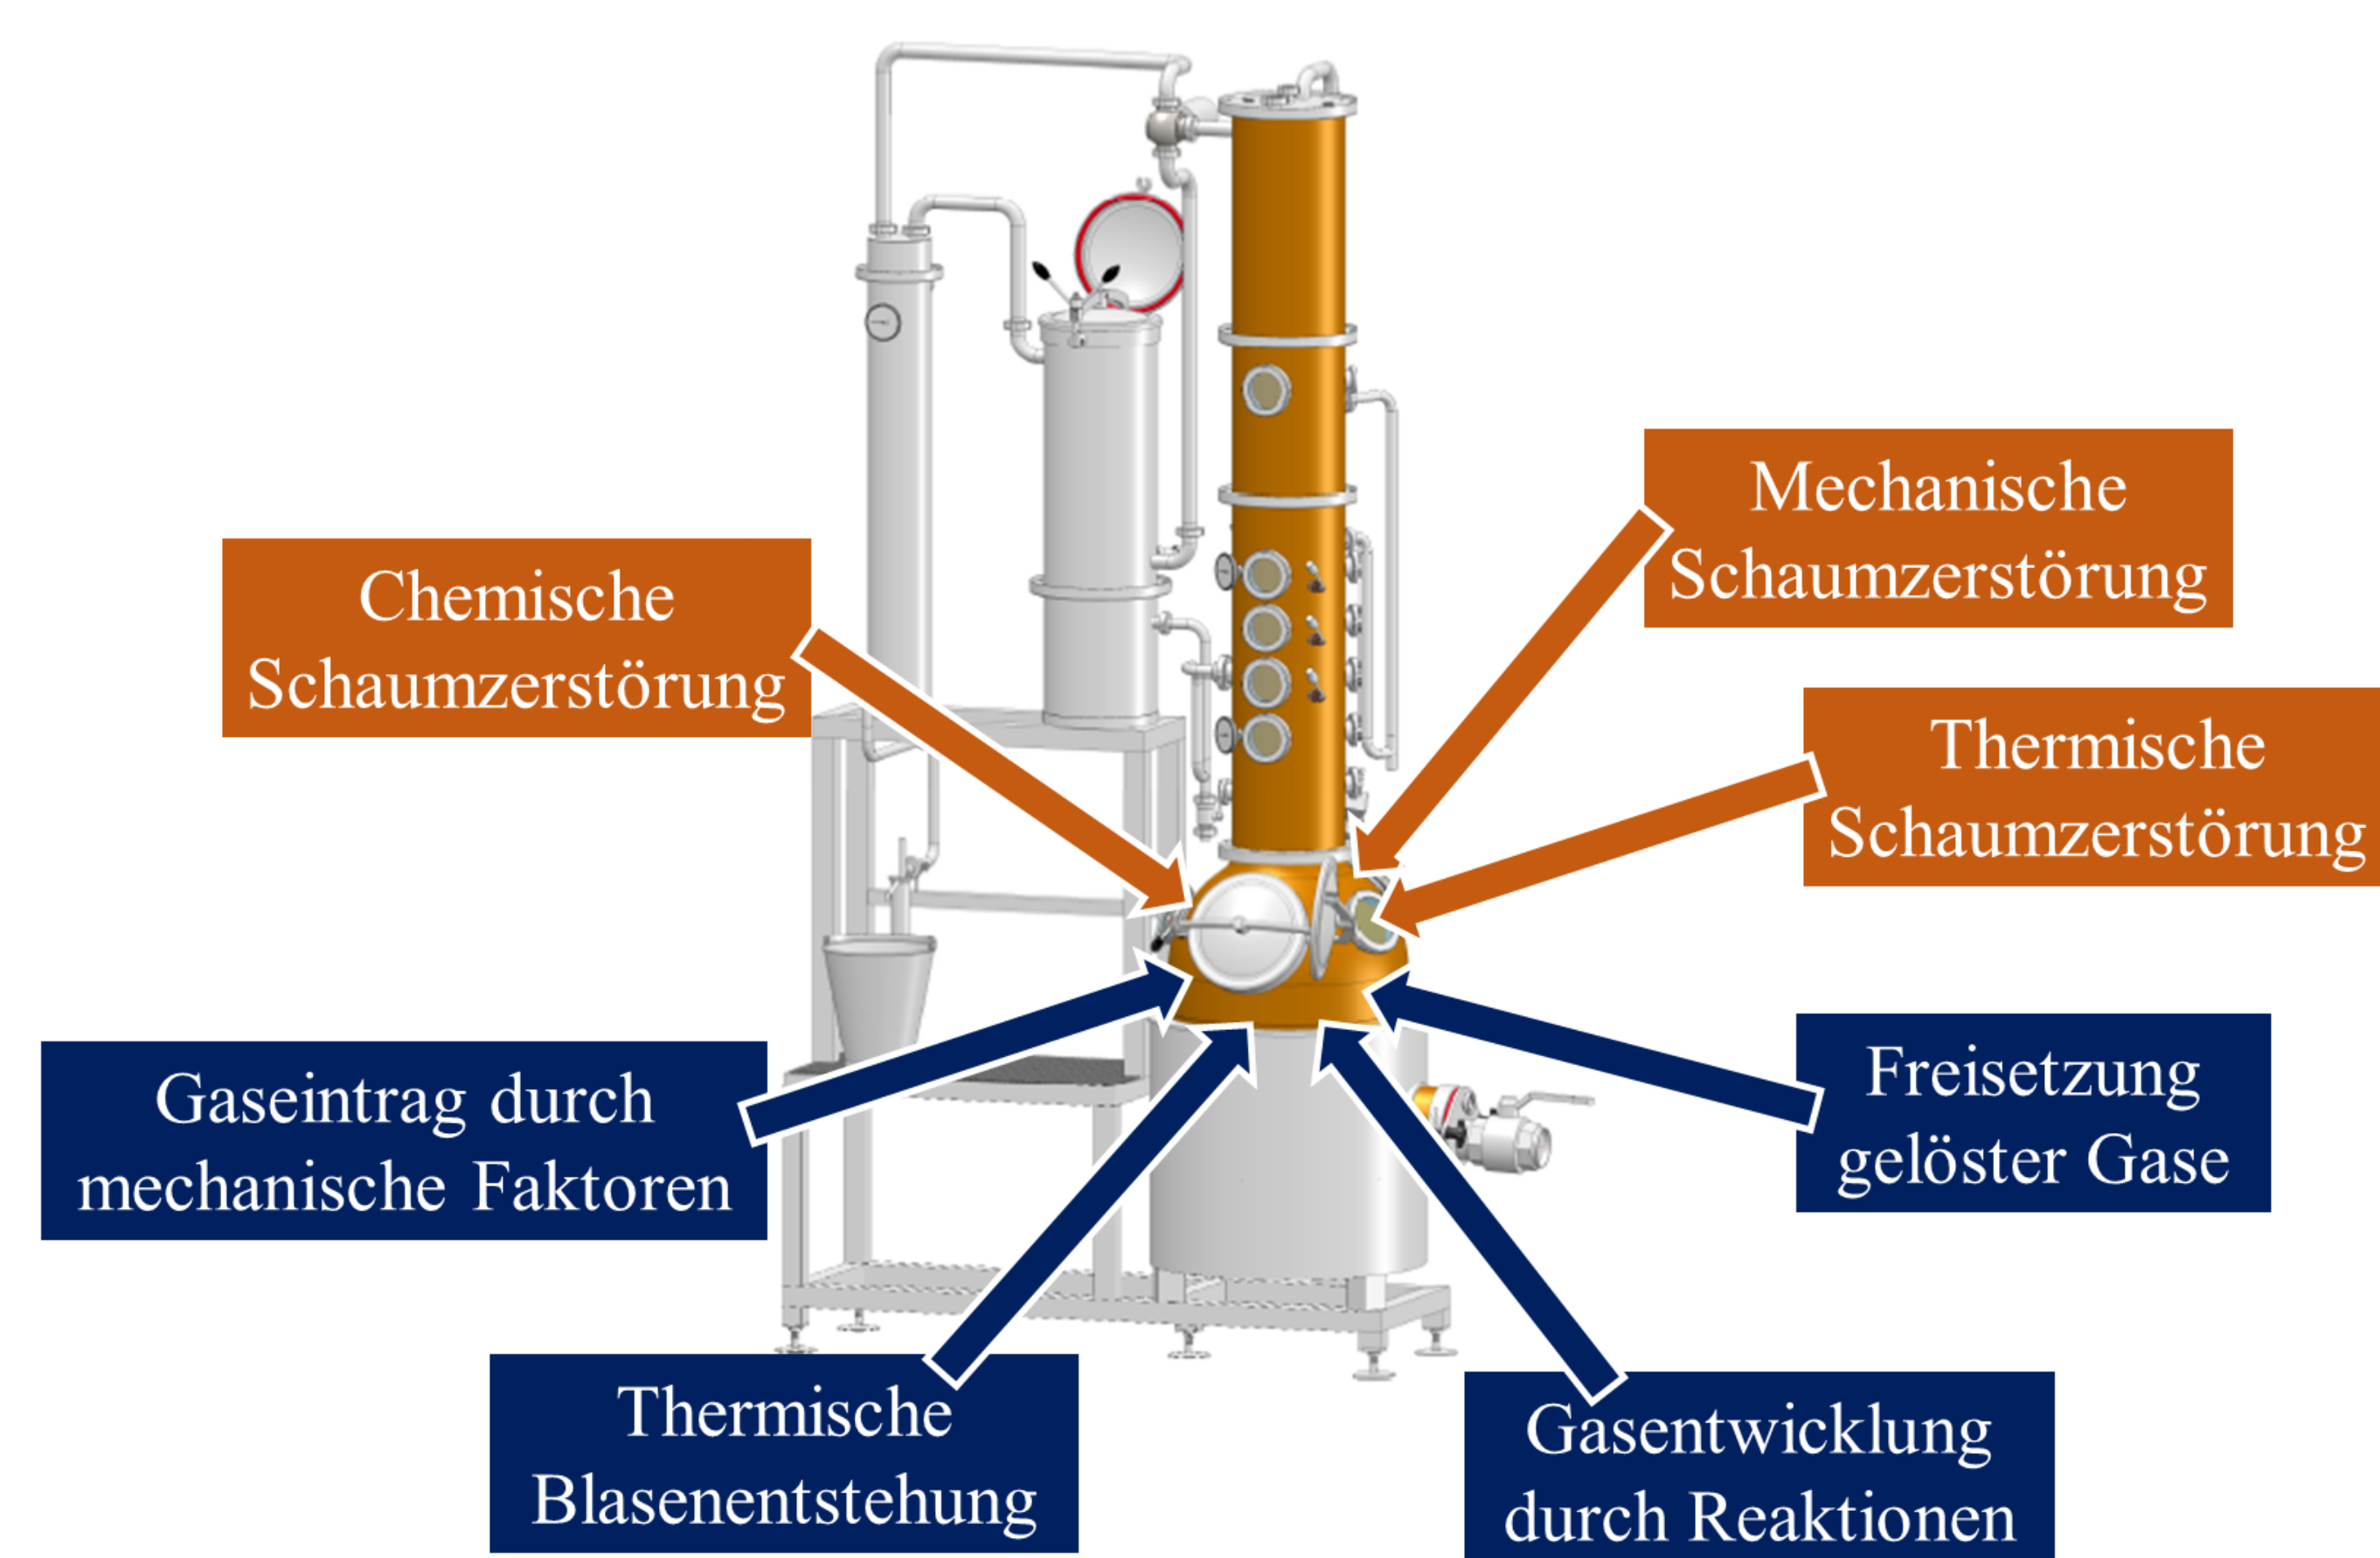 Mechanische
Schaumzerstörung
Chemische
Schaumzerstörung
Thermische
Schaumzerstörung
Gaseintrag durch
mechanische Faktoren
Freisetzung
gelöster Gase
Thermische
Blasenentstehung
Gasentwicklung
durch Reaktionen